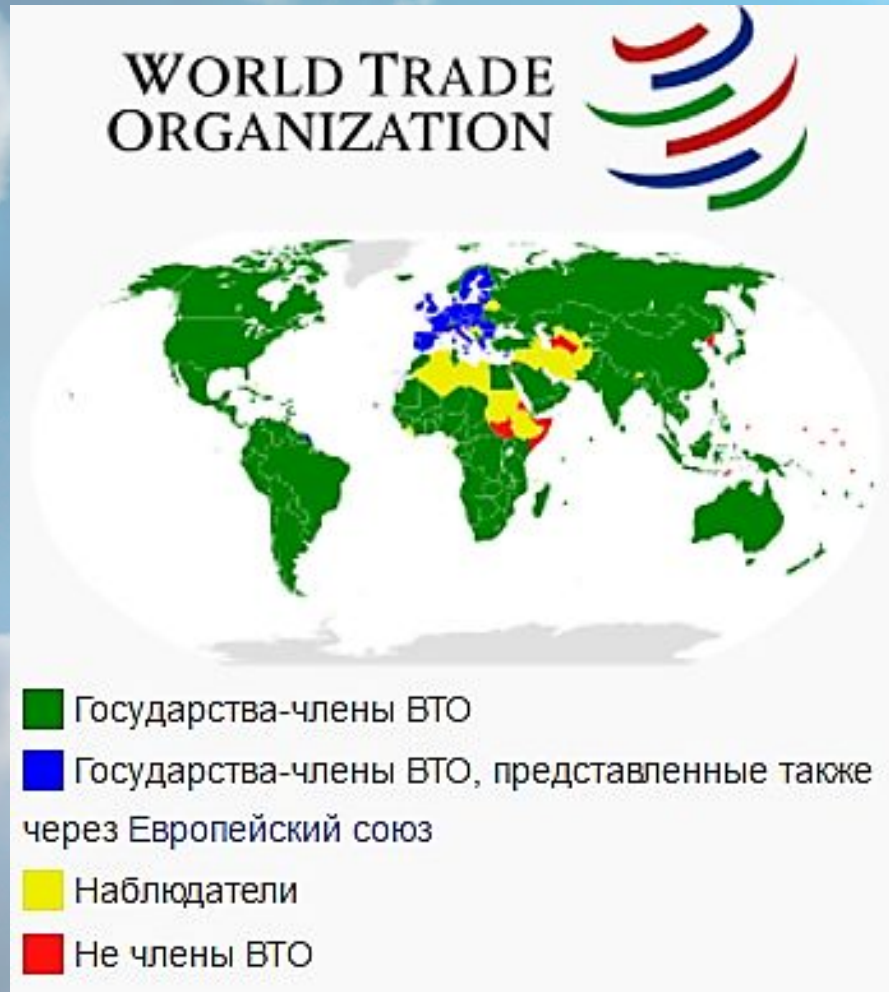 WORLD TRADE
ORGANIZATION
Государства-члены ВТО
Государства-члены ВТО, представленные также
через Европейский союз
Наблюдатели
Не члены ВТО